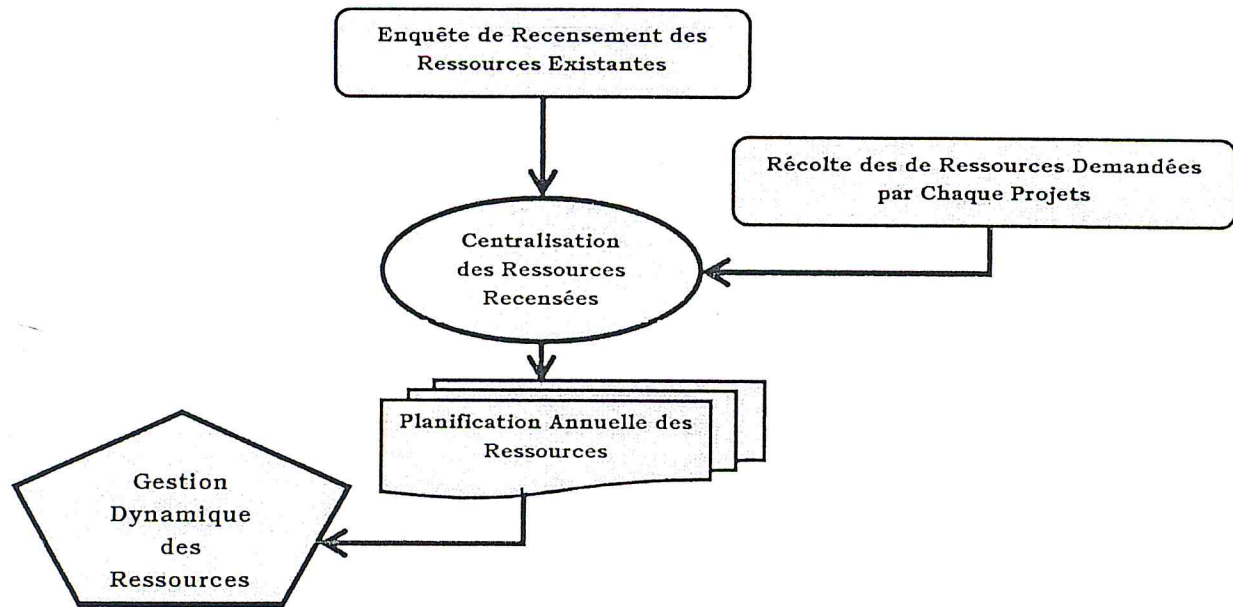 Enquête de Recensement des
Ressources Existantes
Récolte des de Ressources Demandées
par Chaque Projets
Centralisation
des Ressources
Recensées
Planification Annuelle des
Ressources
Gestion
Dynamique
des
Ressources